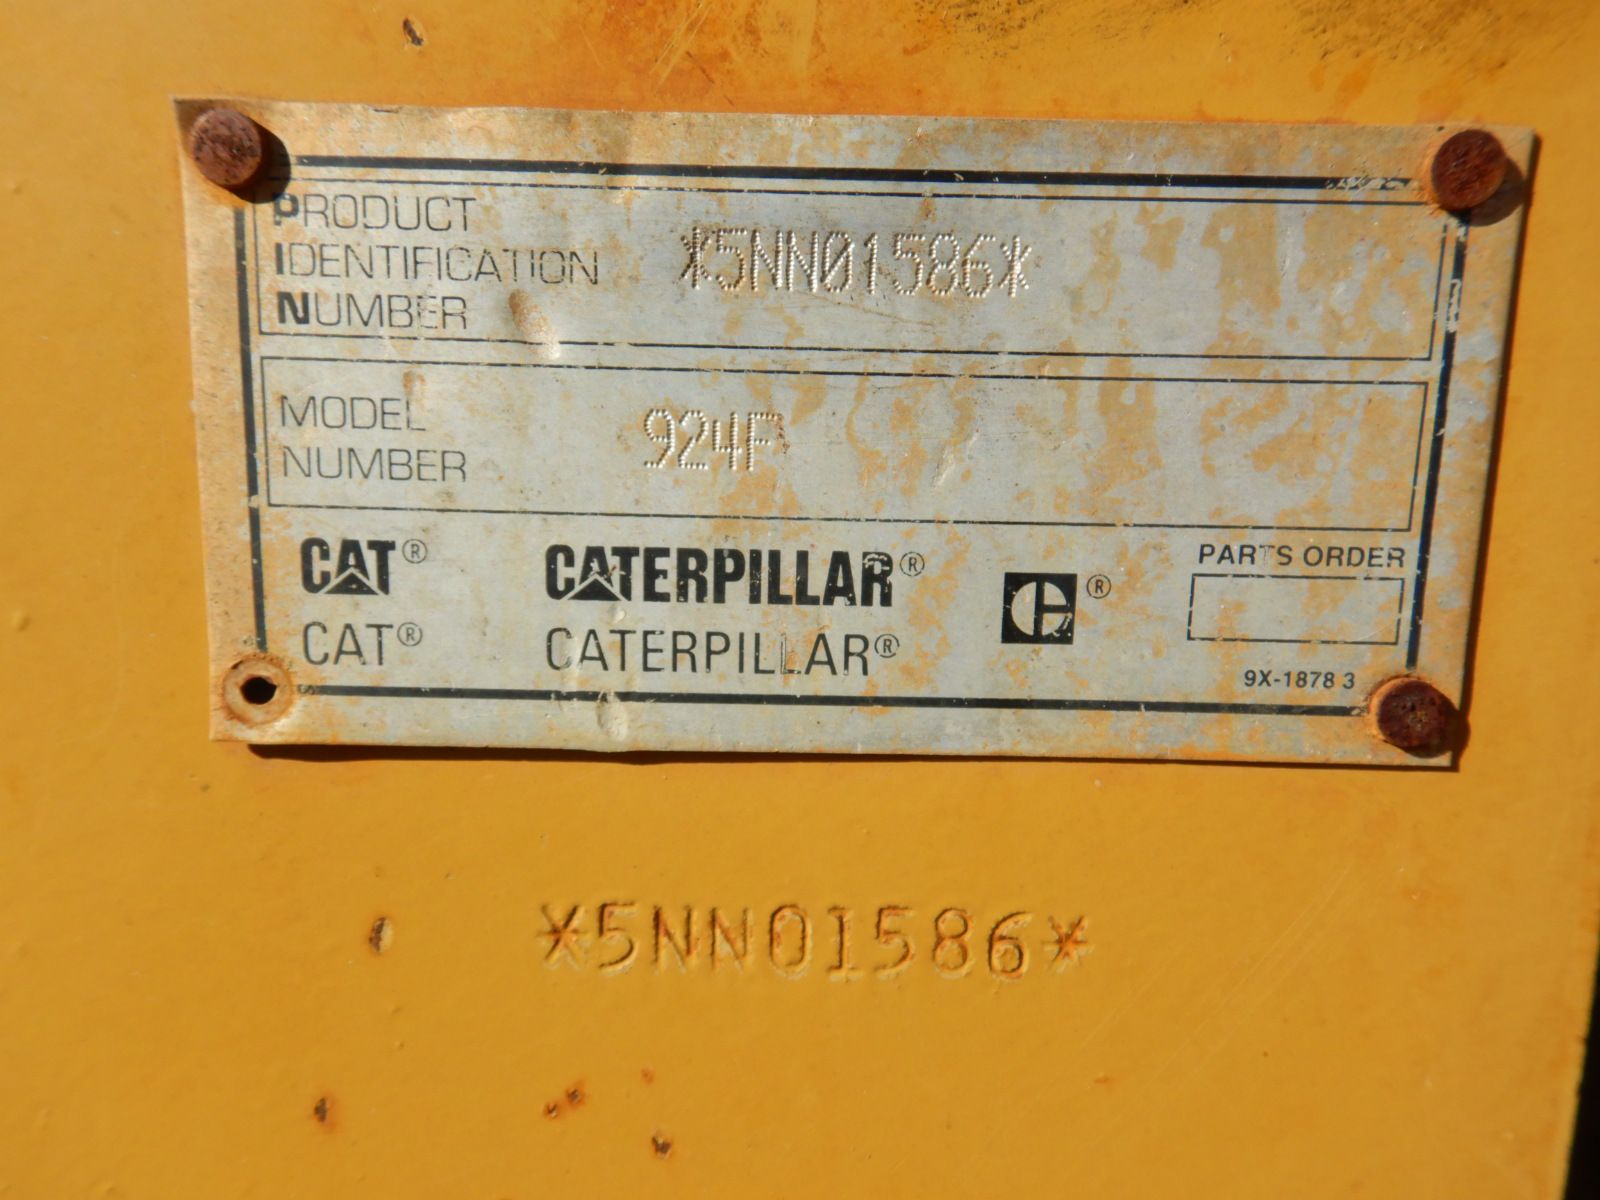 PRODUCT
IDENTIFICATION *5NN01586*
NUMBER
MODEL
NUMBER 924F
CAT® CATERPILLAR® ® PARTS ORDER
CAT® CATERPILLAR®
9X-1878 3
*5NN01586*